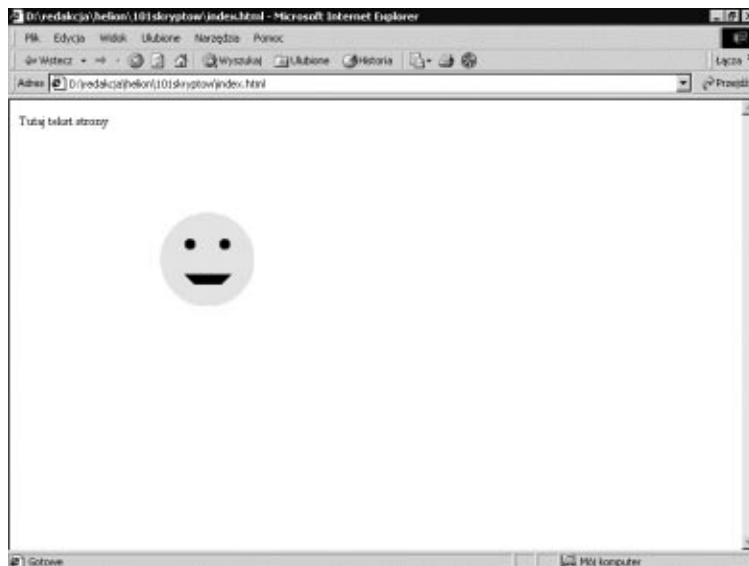 D:\redakcja\helion\101skryptow\index.html - Microsoft Internet Explorer
Plik Edycja Widok Ulubione Narzędzia Pomoc
Wstecz Wyszukaj Ulubione Historia Łącza
Adres D:\redakcja\helion\101skryptow\index.html Przejdź
Tutaj tekst strony
Gotowe Mój komputer